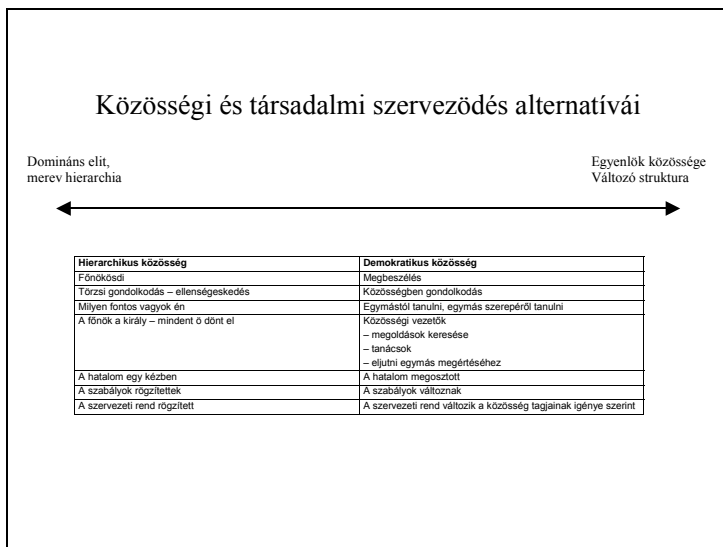 Közösségi és társadalmi szervezödés alternatívái
Domináns elit,
merev hierarchia
Egyenlök közössége
Változó struktura
Hierarchikus közösség Demokratikus közösség
Főnökösdi Megbeszélés
Törzsi gondolkodás – ellenségeskedés Közösségben gondolkodás
Milyen fontos vagyok én Egymástól tanulni, egymás szerepéről tanulni
A főnök a király – mindent ö dönt el Közösségi vezetők
– megoldások keresése
– tanácsok
– eljutni egymás megértéséhez
A hatalom egy kézben A hatalom megosztott
A szabályok rögzítettek A szabályok változnak
A szervezeti rend rögzített A szervezeti rend változik a közösség tagjainak igénye szerint